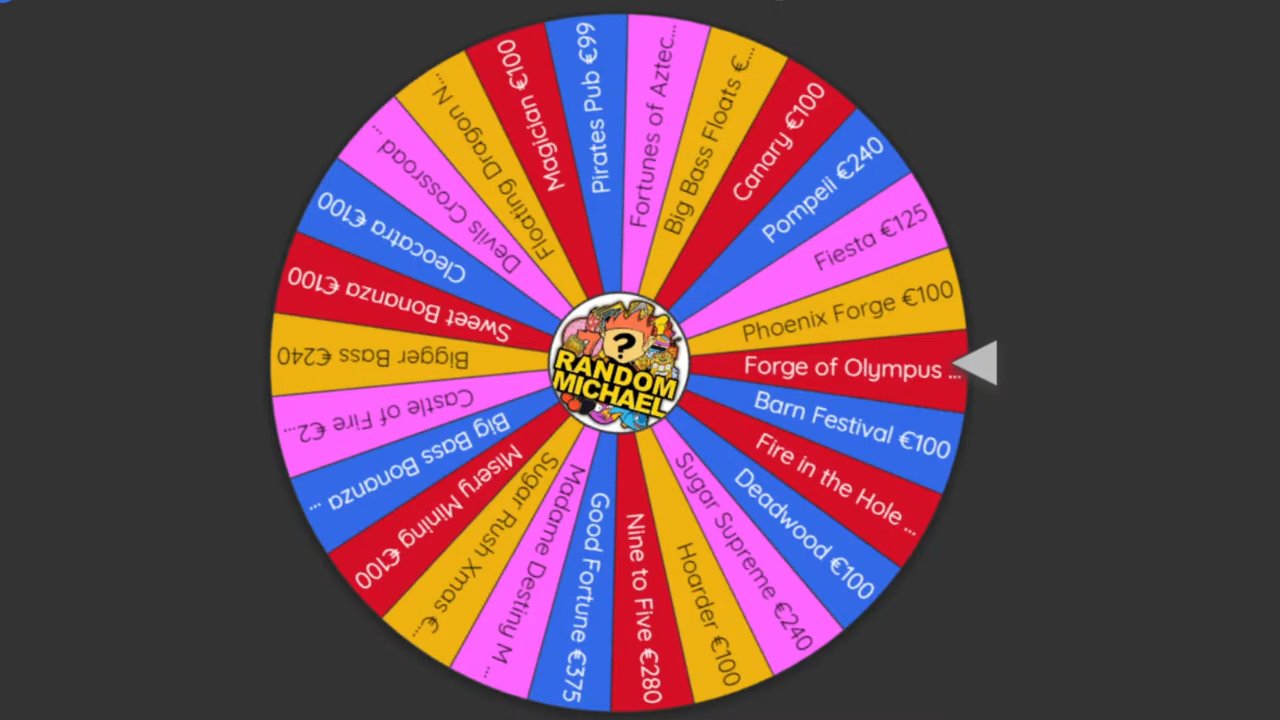 Fortunes of Aztec...
Big Bass Floats €...
Canary €100
Pompeii €240
Fiesta €125
Phoenix Forge €100
Forge of Olympus ...
Barn Festival €100
Fire in the Hole ...
Deadwood €100
Sugar Supreme €240
Hoarder €100
Nine to Five €280
Good Fortune €375
Madame Destiny M ...
Sugar Rush Xmas €...
Misery Mining €100
Big Bass Bonanza ...
Castle of Fire €2...
Bigger Bass €240
Sweet Bonanza €100
Cleocatra €100
Devils Crossroad ...
Floating Dragon N...
Magician €100
Pirates Pub €99
?
RANDOM
MICHAEL